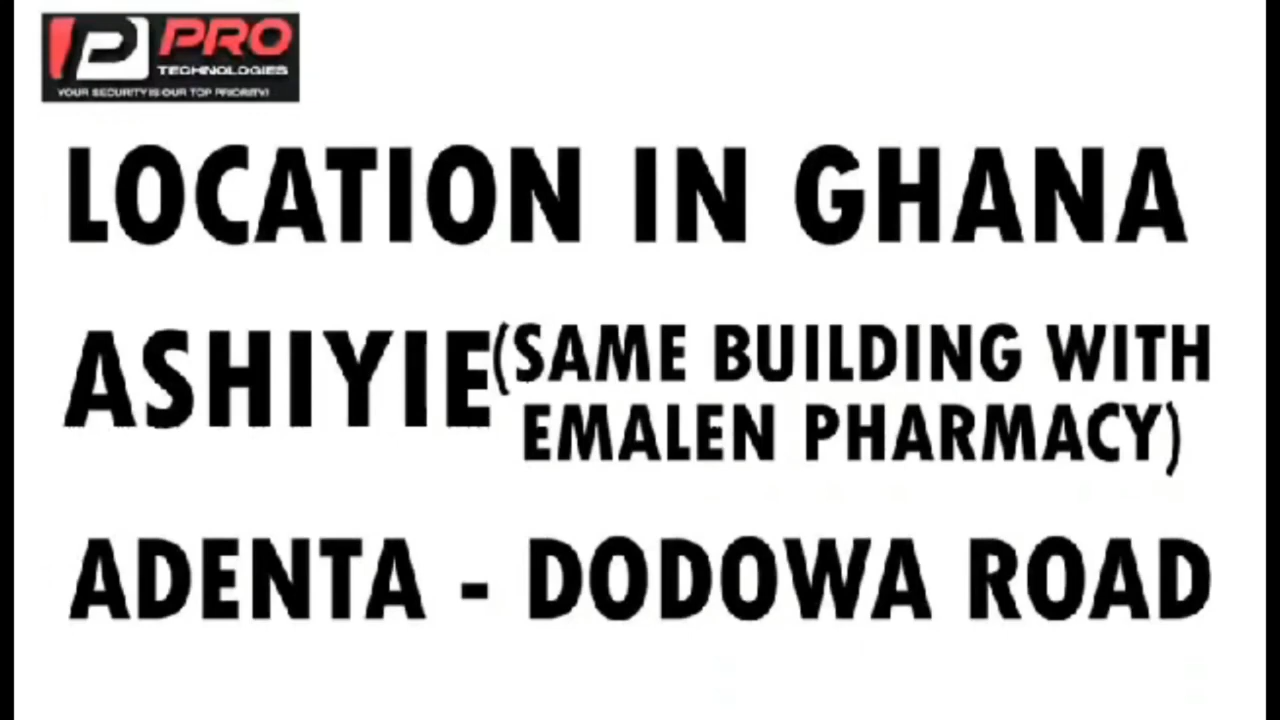 PRO
TECHNOLOGIES
YOUR SECURITY IS OUR TOP PRIORITY!
LOCATION IN GHANA
ASHIYIE (SAME BUILDING WITH
EMALEN PHARMACY)
ADENTA - DODOWA ROAD